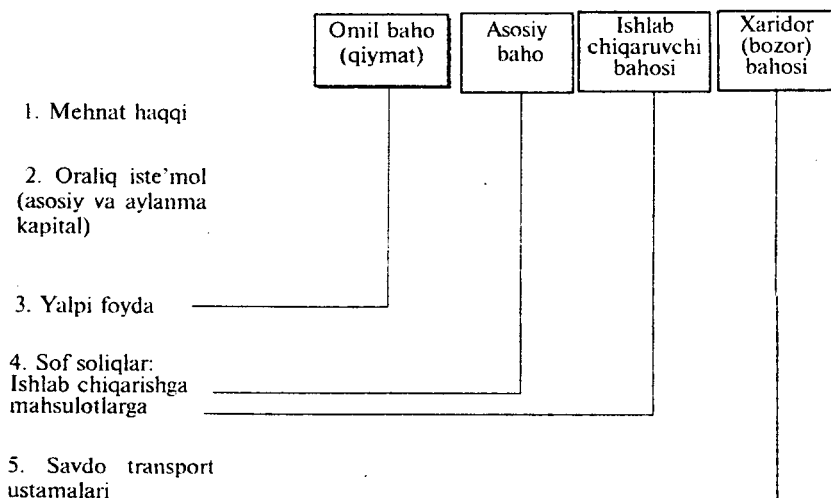 Omil baho
(qiymat)
Asosiy
baho
Ishlab
chiqaruvchi
bahosi
Xaridor
(bozor)
bahosi
1. Mehnat haqqi
2. Oraliq iste’mol
(asosiy va aylanma
kapital)
3. Yalpi foyda
4. Sof soliqlar:
Ishlab chiqarishga
mahsulotlarga
5. Savdo transport
ustamalari